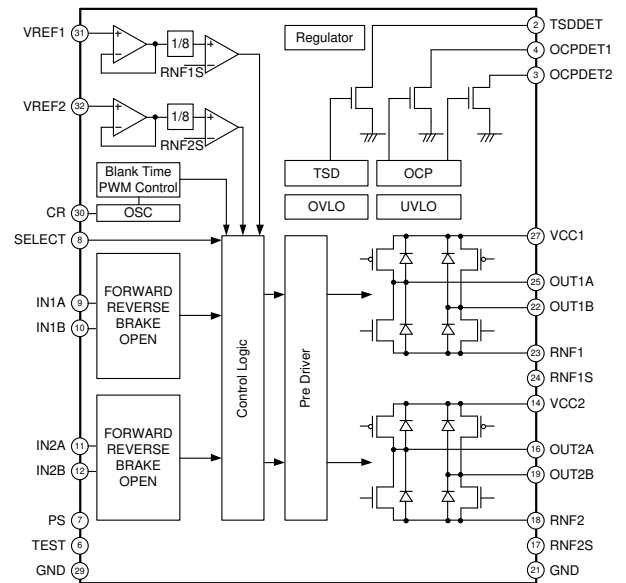 VREF1
31
1/8
RNF1S
VREF2
32
1/8
RNF2S
Blank Time
PWM Control
CR
30
OSC
SELECT
8
IN1A
9
IN1B
10
FORWARD
REVERSE
BRAKE
OPEN
IN2A
11
IN2B
12
FORWARD
REVERSE
BRAKE
OPEN
PS
7
TEST
6
GND
29
Control Logic
Pre Driver
Regulator
TSD
OCP
OVLO
UVLO
2
TSDDET
4
OCPDET1
3
OCPDET2
27
VCC1
25
OUT1A
22
OUT1B
23
RNF1
24
RNF1S
14
VCC2
16
OUT2A
19
OUT2B
18
RNF2
17
RNF2S
21
GND